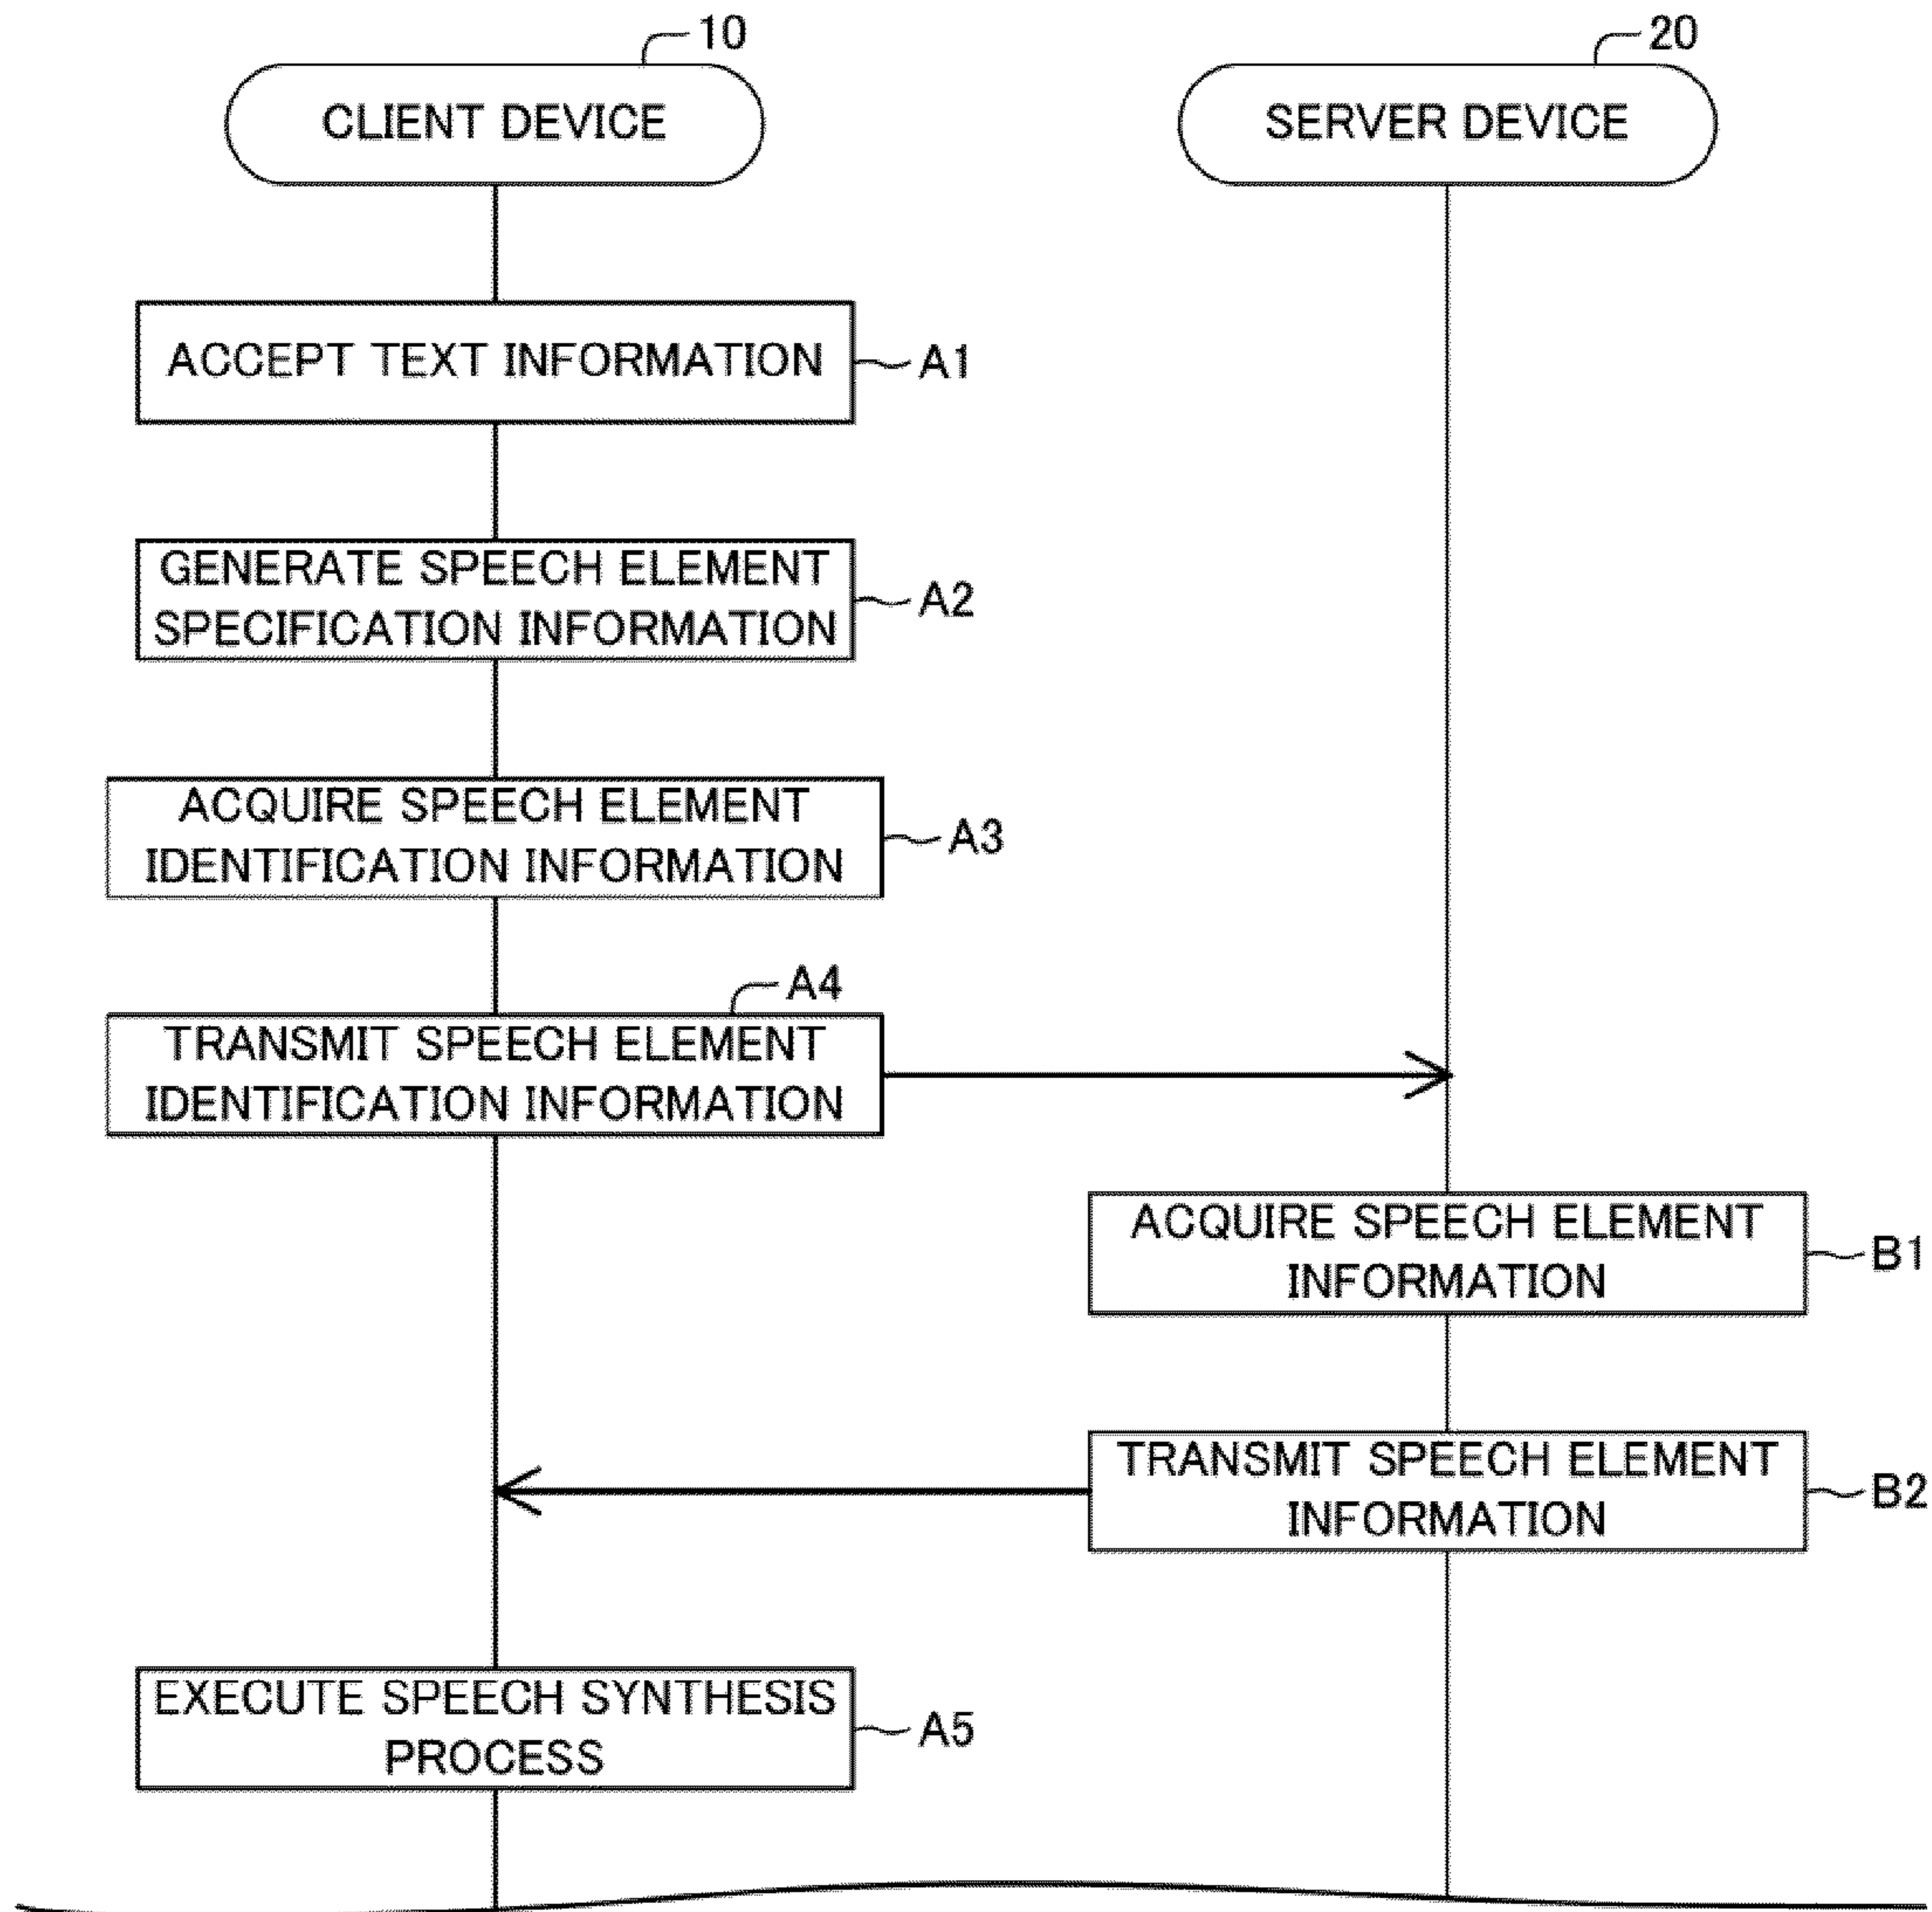 10
20
CLIENT DEVICE
SERVER DEVICE
ACCEPT TEXT INFORMATION
A1
GENERATE SPEECH ELEMENT
SPECIFICATION INFORMATION
A2
ACQUIRE SPEECH ELEMENT
IDENTIFICATION INFORMATION
A3
A4
TRANSMIT SPEECH ELEMENT
IDENTIFICATION INFORMATION
ACQUIRE SPEECH ELEMENT
INFORMATION
B1
TRANSMIT SPEECH ELEMENT
INFORMATION
B2
EXECUTE SPEECH SYNTHESIS
PROCESS
A5